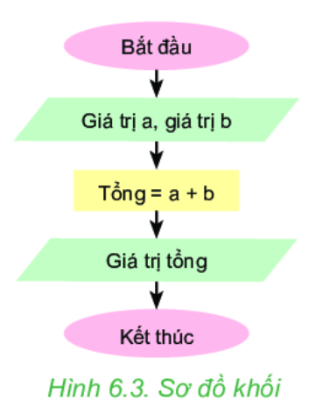 Bắt đầu
Giá trị a, giá trị b
Tổng = a + b
Giá trị tổng
Kết thúc
Hình 6.3. Sơ đồ khối